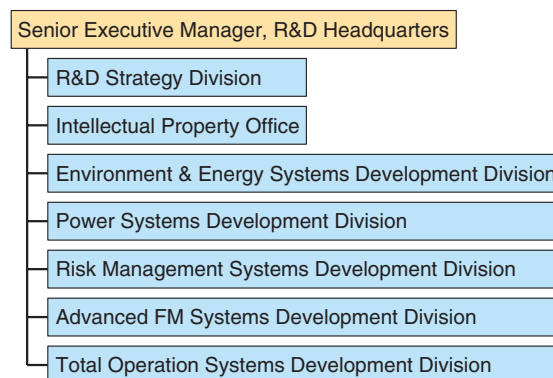 Senior Executive Manager, R&D Headquarters
R&D Strategy Division
Intellectual Property Office
Environment & Energy Systems Development Division
Power Systems Development Division
Risk Management Systems Development Division
Advanced FM Systems Development Division
Total Operation Systems Development Division